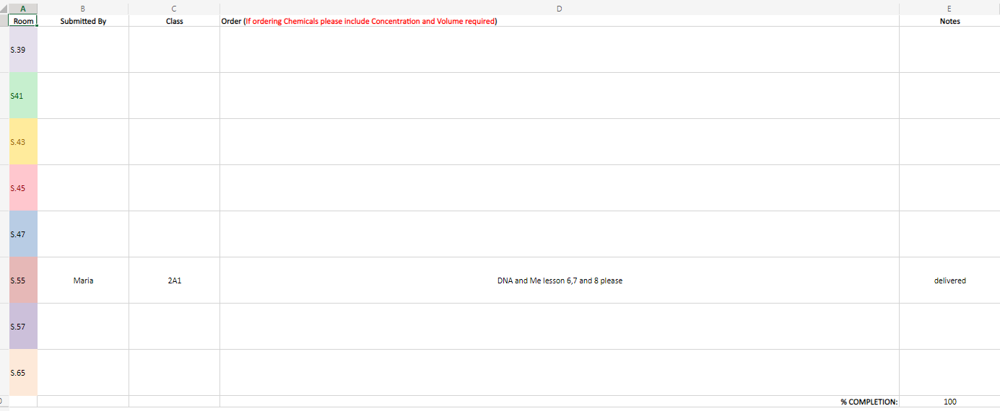 A B C D E
Room Submitted By Class Order (If ordering Chemicals please include Concentration and Volume required) Notes
S.39
S41
S.43
S.45
S.47
S.55 Maria 2A1 DNA and Me lesson 6,7 and 8 please delivered
S.57
S.65
% COMPLETION: 100